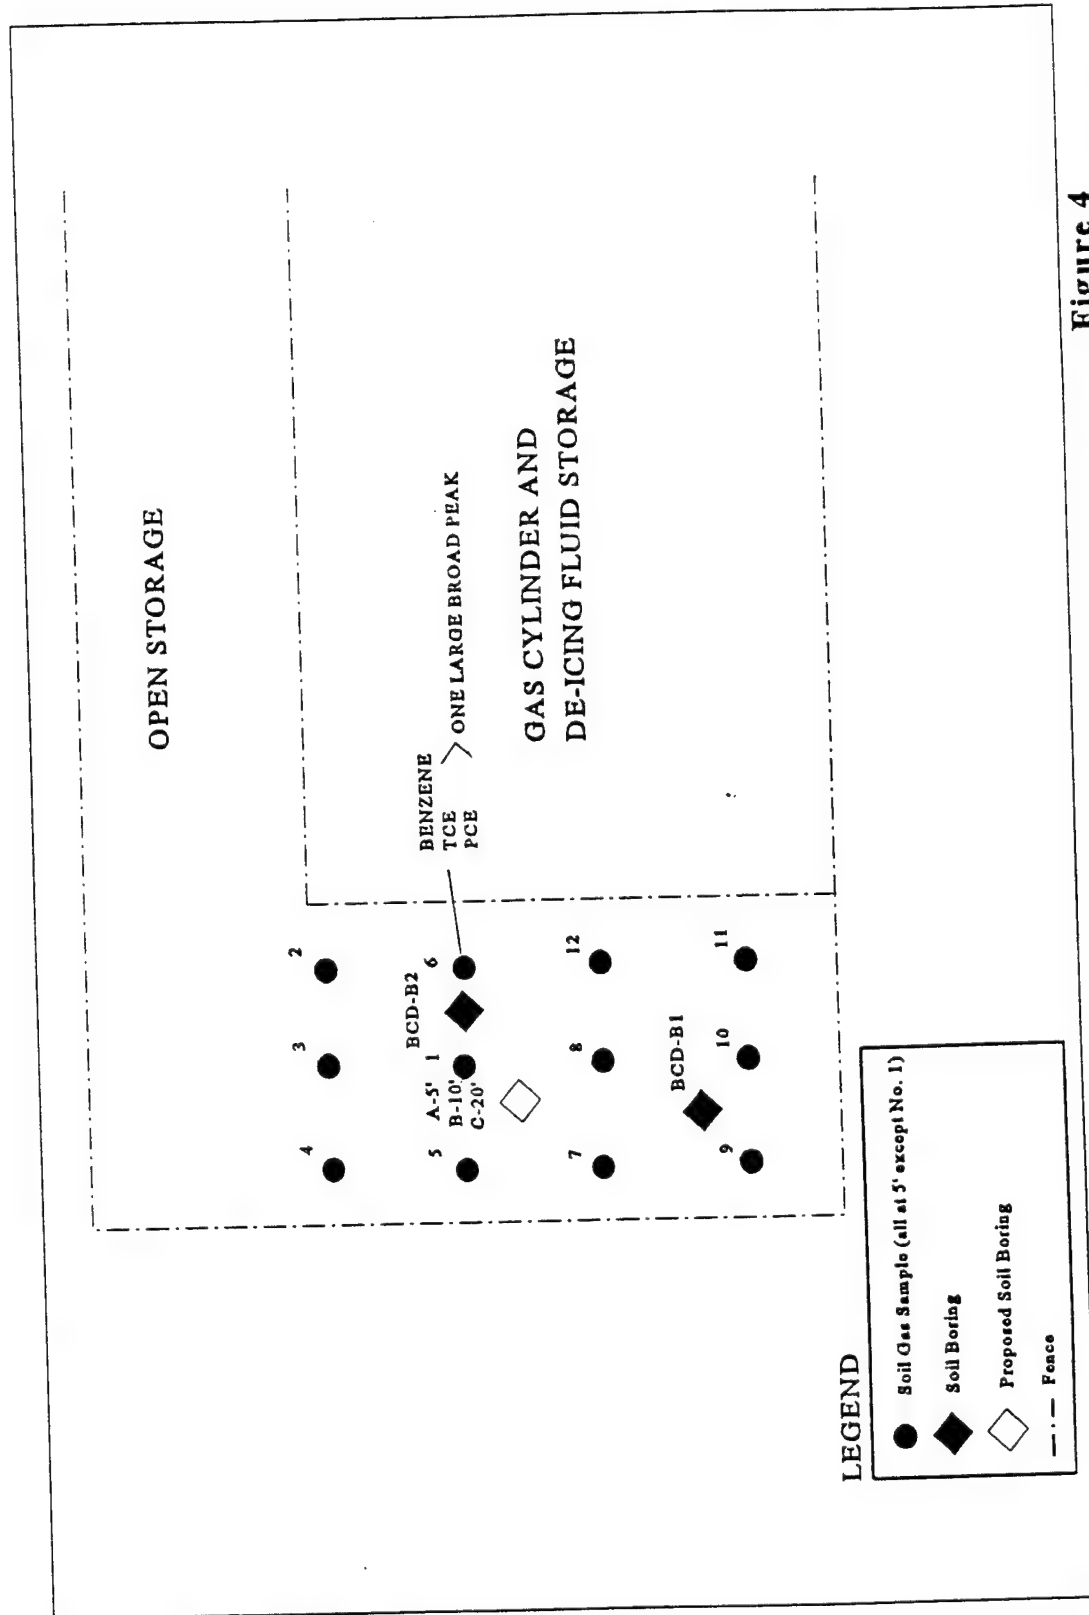 OPEN STORAGE
BENZENE
TCE
PCE
ONE LARGE BROAD PEAK
GAS CYLINDER AND
DE-ICING FLUID STORAGE
4
3
2
BCD-B2
A-5'
B-10'
C-20'
5
1
6
7
8
12
BCD-B1
9
10
11
LEGEND
Soil Gas Sample (all at 5' except No. 1)
Soil Boring
Proposed Soil Boring
Fence
Figure 4